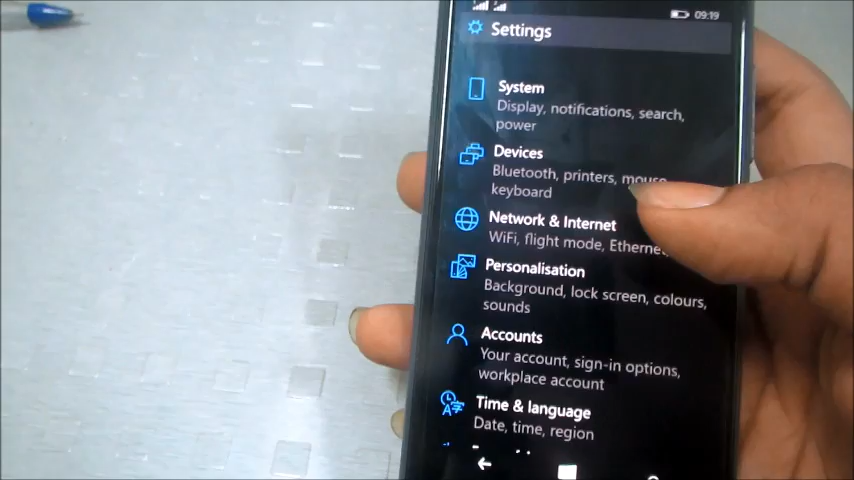 09:19
Settings
System
Display, notifications, search,
power
Devices
Bluetooth, printers, mouse,
keyboard
Network & Internet
WiFi, flight mode, Ethernet,
Personalisation
Background, lock screen, colours,
sounds
Accounts
Your account, sign-in options,
workplace account
Time & language
Date, time, region